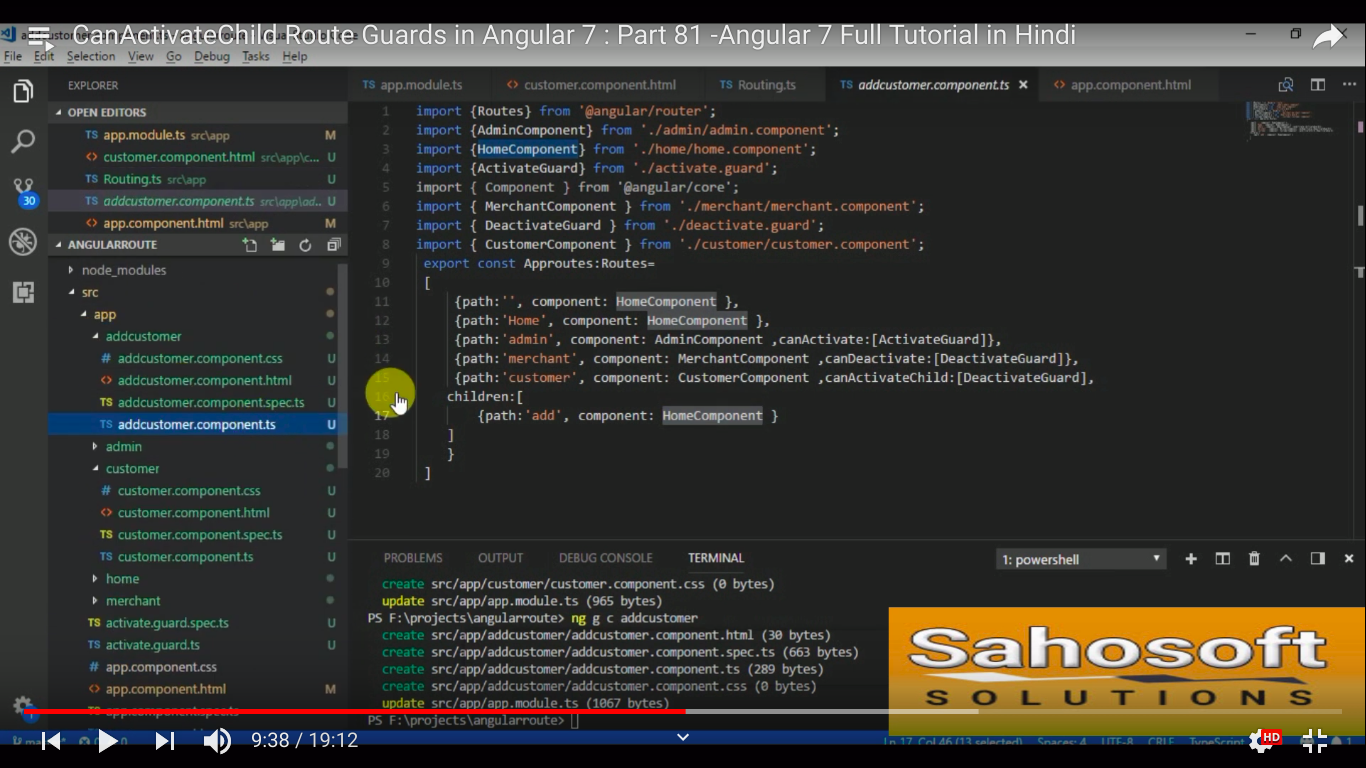 CanActivateChild Route Guards in Angular 7 : Part 81 -Angular 7 Full Tutorial in Hindi
File Edit Selection View Go Debug Tasks Help
EXPLORER
OPEN EDITORS
TS app.module.ts src\app M
<> customer.component.html src\app\c... U
TS Routing.ts src\app U
TS addcustomer.component.ts src\app\ad... U
<> app.component.html src\app M
30
ANGULARROUTE
node_modules
src
app
addcustomer
# addcustomer.component.css U
<> addcustomer.component.html U
TS addcustomer.component.spec.ts U
TS addcustomer.component.ts U
admin
customer
# customer.component.css U
<> customer.component.html U
TS customer.component.spec.ts U
TS customer.component.ts U
home
merchant
TS activate.guard.spec.ts U
TS activate.guard.ts U
# app.component.css
<> app.component.html M
TS app.module.ts
<> customer.component.html
TS Routing.ts
TS addcustomer.component.ts ×
<> app.component.html
1 import {Routes} from '@angular/router';
2 import {AdminComponent} from './admin/admin.component';
3 import {HomeComponent} from './home/home.component';
4 import {ActivateGuard} from './activate.guard';
5 import { Component } from '@angular/core';
6 import { MerchantComponent } from './merchant/merchant.component';
7 import { DeactivateGuard } from './deactivate.guard';
8 import { CustomerComponent } from './customer/customer.component';
9 export const Approutes:Routes=
10 [
11 {path:'', component: HomeComponent },
12 {path:'Home', component: HomeComponent },
13 {path:'admin', component: AdminComponent ,canActivate:[ActivateGuard]},
14 {path:'merchant', component: MerchantComponent ,canDeactivate:[DeactivateGuard]},
15 {path:'customer', component: CustomerComponent ,canActivateChild:[DeactivateGuard],
16 children:[
17 {path:'add', component: HomeComponent }
18 ]
19 }
20 ]
PROBLEMS OUTPUT DEBUG CONSOLE TERMINAL
1: powershell
create src/app/customer/customer.component.css (0 bytes)
update src/app/app.module.ts (965 bytes)
PS F:\projects\angularroute> ng g c addcustomer
create src/app/addcustomer/addcustomer.component.html (30 bytes)
create src/app/addcustomer/addcustomer.component.spec.ts (663 bytes)
create src/app/addcustomer/addcustomer.component.ts (289 bytes)
create src/app/addcustomer/addcustomer.component.css (0 bytes)
update src/app/app.module.ts (1067 bytes)
PS F:\projects\angularroute>
Sahosoft
SOLUTIONS
9:38 / 19:12
HD
Ln 17, Col 46 (13 selected) Spaces: 4 UTF-8 CRLF TypeScript